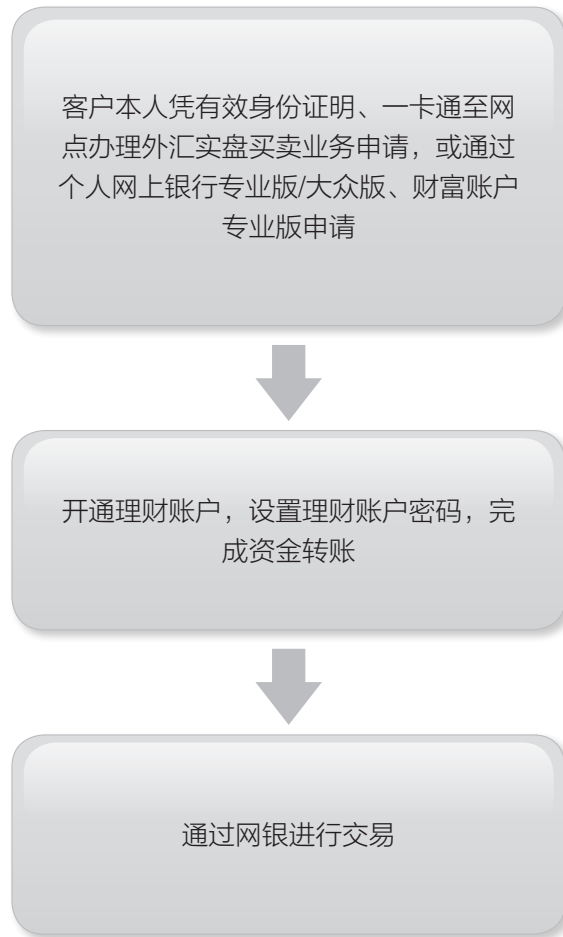 客户本人凭有效身份证明、一卡通至网
点办理外汇实盘买卖业务申请，或通过
个人网上银行专业版/大众版、财富账户
专业版申请
开通理财账户，设置理财账户密码，完
成资金转账
通过网银进行交易